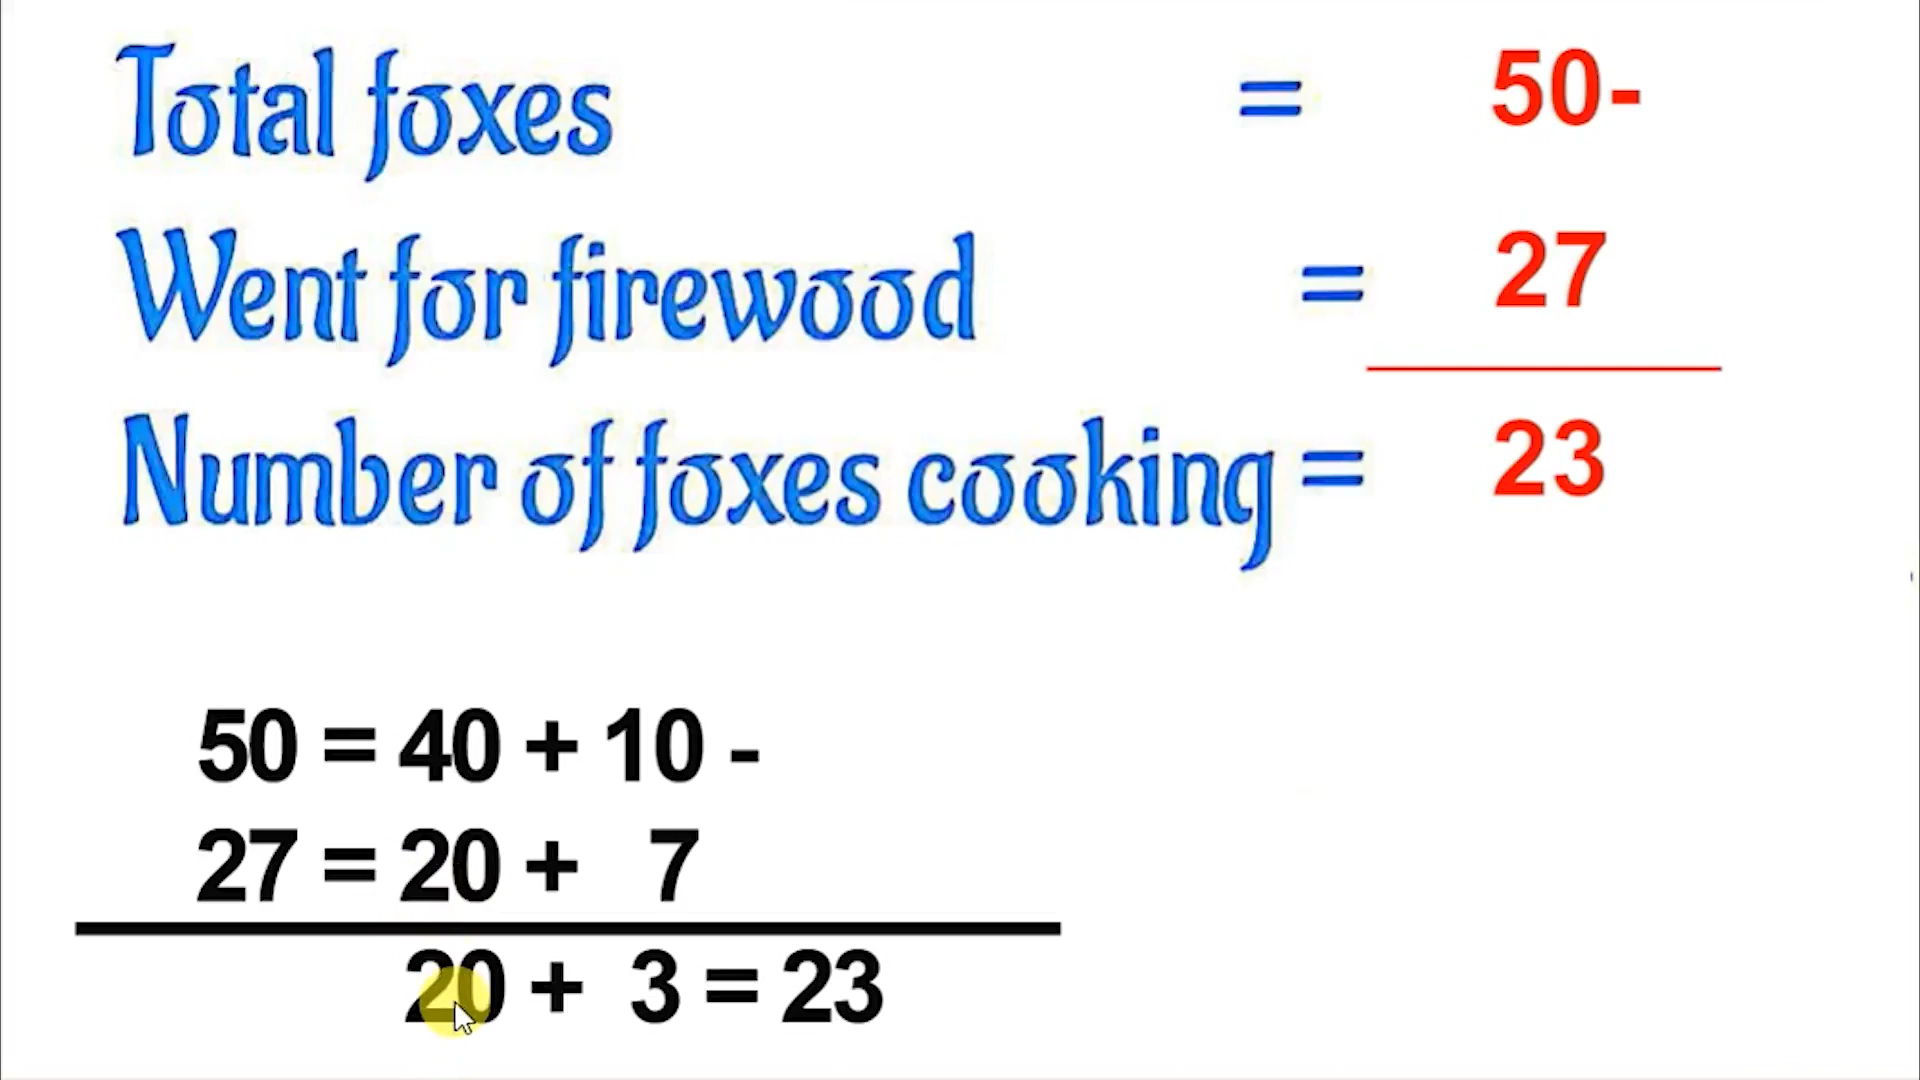 Total foxes = 50-
Went for firewood = 27
Number of foxes cooking = 23
50 = 40 + 10 -
27 = 20 + 7
20 + 3 = 23